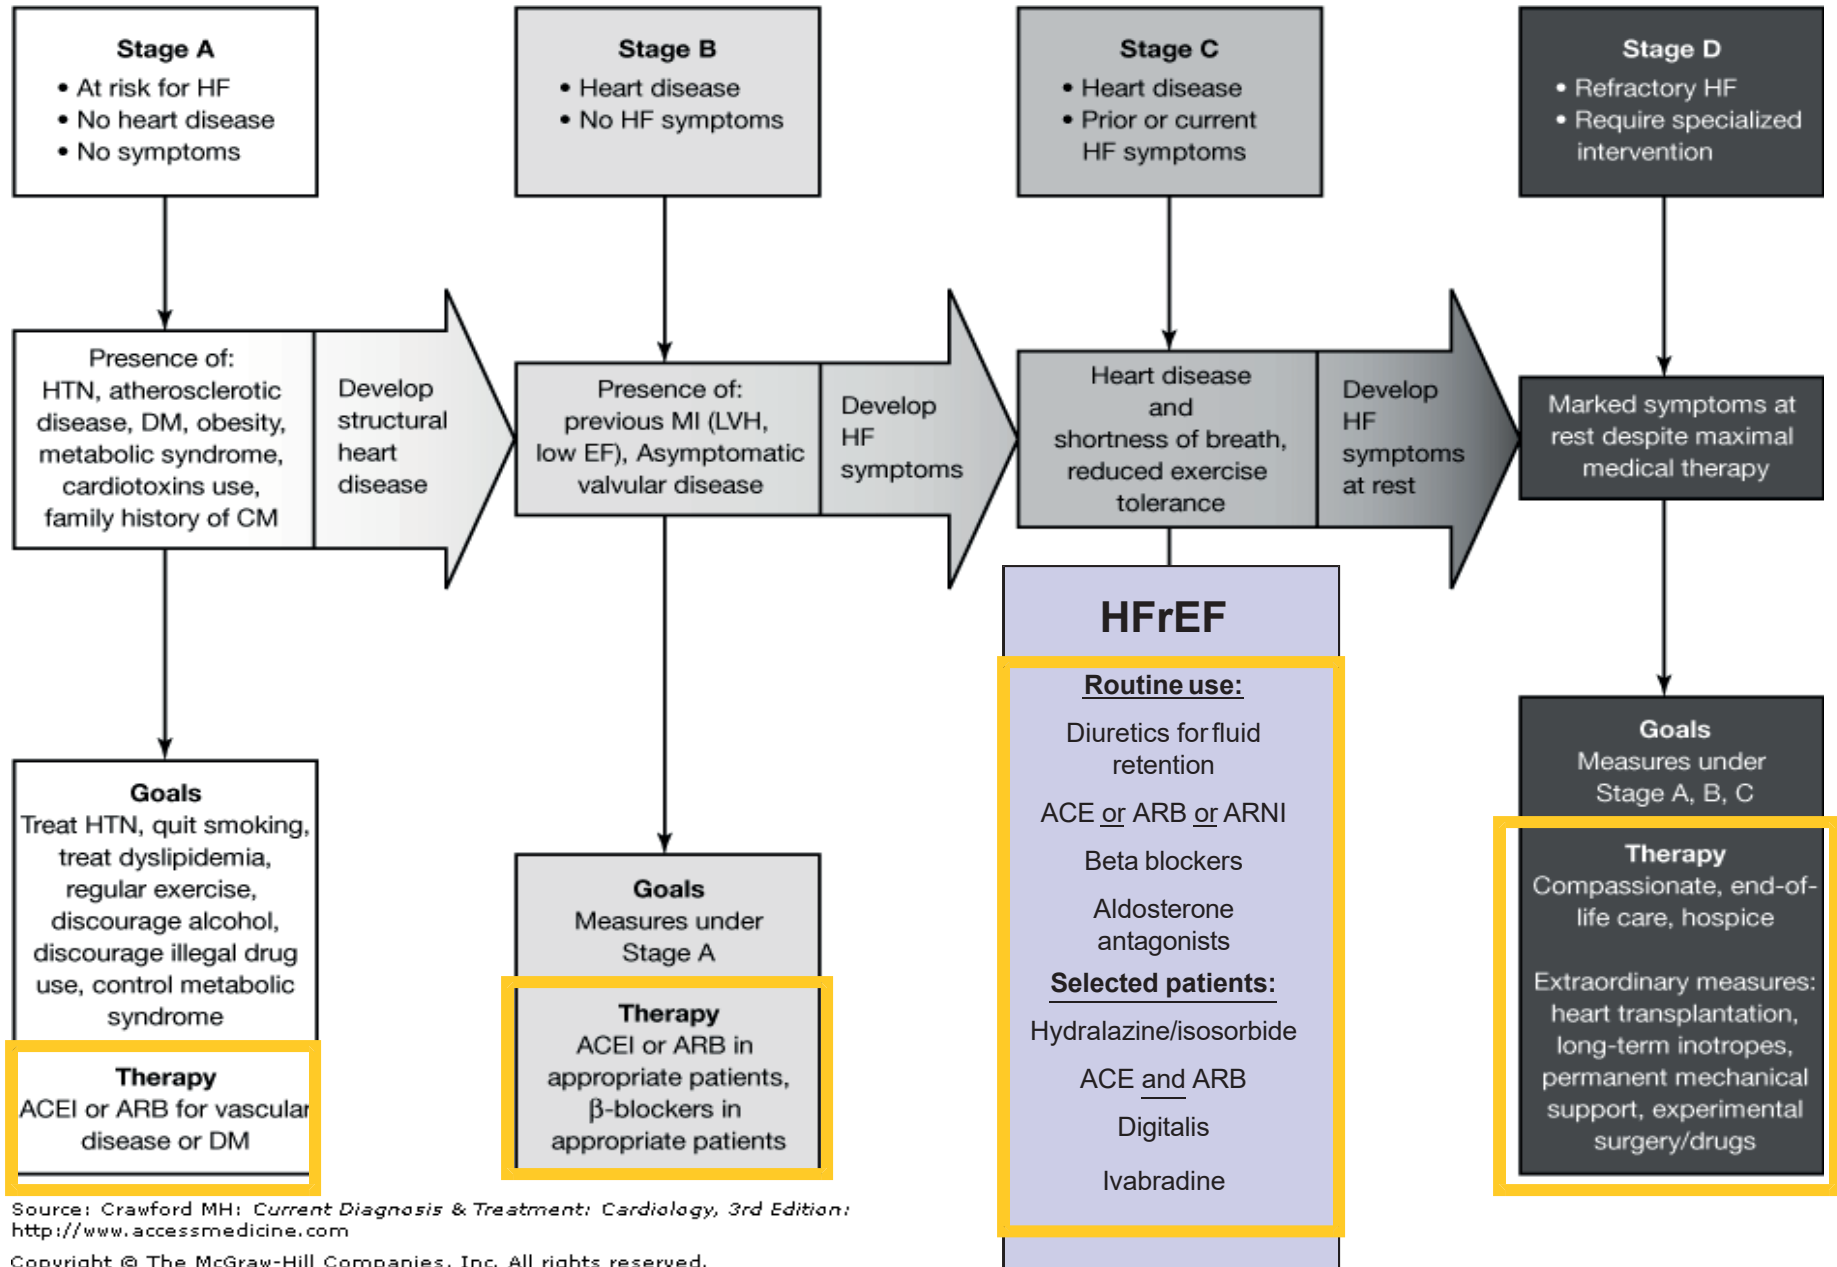 Stage A
• At risk for HF
• No heart disease
• No symptoms
Stage B
• Heart disease
• No HF symptoms
Stage C
• Heart disease
• Prior or current
HF symptoms
Stage D
• Refractory HF
• Require specialized
intervention
Presence of:
HTN, atherosclerotic
disease, DM, obesity,
metabolic syndrome,
cardiotoxins use,
family history of CM
Develop
structural
heart
disease
Presence of:
previous MI (LVH,
low EF), Asymptomatic
valvular disease
Develop
HF
symptoms
Heart disease
and
shortness of breath,
reduced exercise
tolerance
Develop
HF
symptoms
at rest
Marked symptoms at
rest despite maximal
medical therapy
Goals
Treat HTN, quit smoking,
treat dyslipidemia,
regular exercise,
discourage alcohol,
discourage illegal drug
use, control metabolic
syndrome
Therapy
ACEI or ARB for vascular
disease or DM
Goals
Measures under
Stage A
Therapy
ACEI or ARB in
appropriate patients,
β-blockers in
appropriate patients
HFrEF
Routine use:
Diuretics for fluid
retention
ACE or ARB or ARNI
Beta blockers
Aldosterone
antagonists
Selected patients:
Hydralazine/isosorbide
ACE and ARB
Digitalis
Ivabradine
Goals
Measures under
Stage A, B, C
Therapy
Compassionate, end-of-
life care, hospice
Extraordinary measures:
heart transplantation,
long-term inotropes,
permanent mechanical
support, experimental
surgery/drugs
Source: Crawford MH: Current Diagnosis & Treatment: Cardiology, 3rd Edition:
http://www.accessmedicine.com
Copyright © The McGraw-Hill Companies, Inc. All rights reserved.